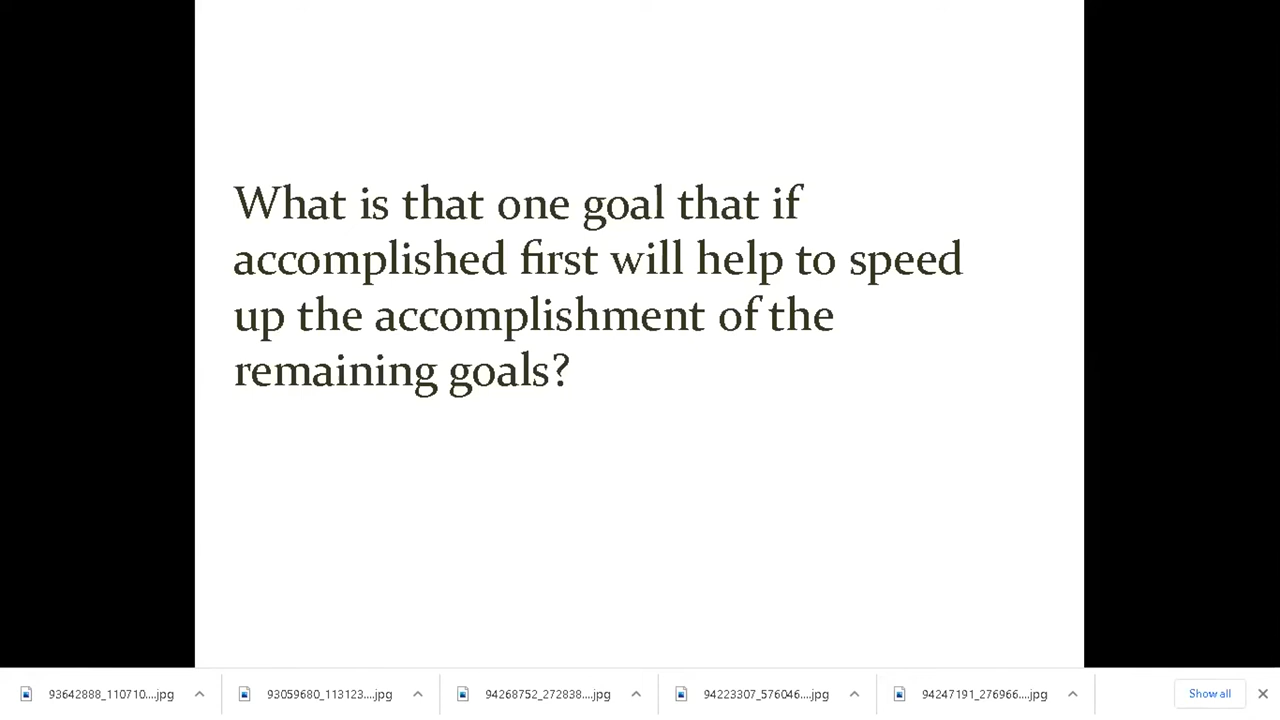 What is that one goal that if
accomplished first will help to speed
up the accomplishment of the
remaining goals?
93642888_110710....jpg
93059680_113123....jpg
94268752_272838....jpg
94223307_576046....jpg
94247191_276966....jpg
Show all